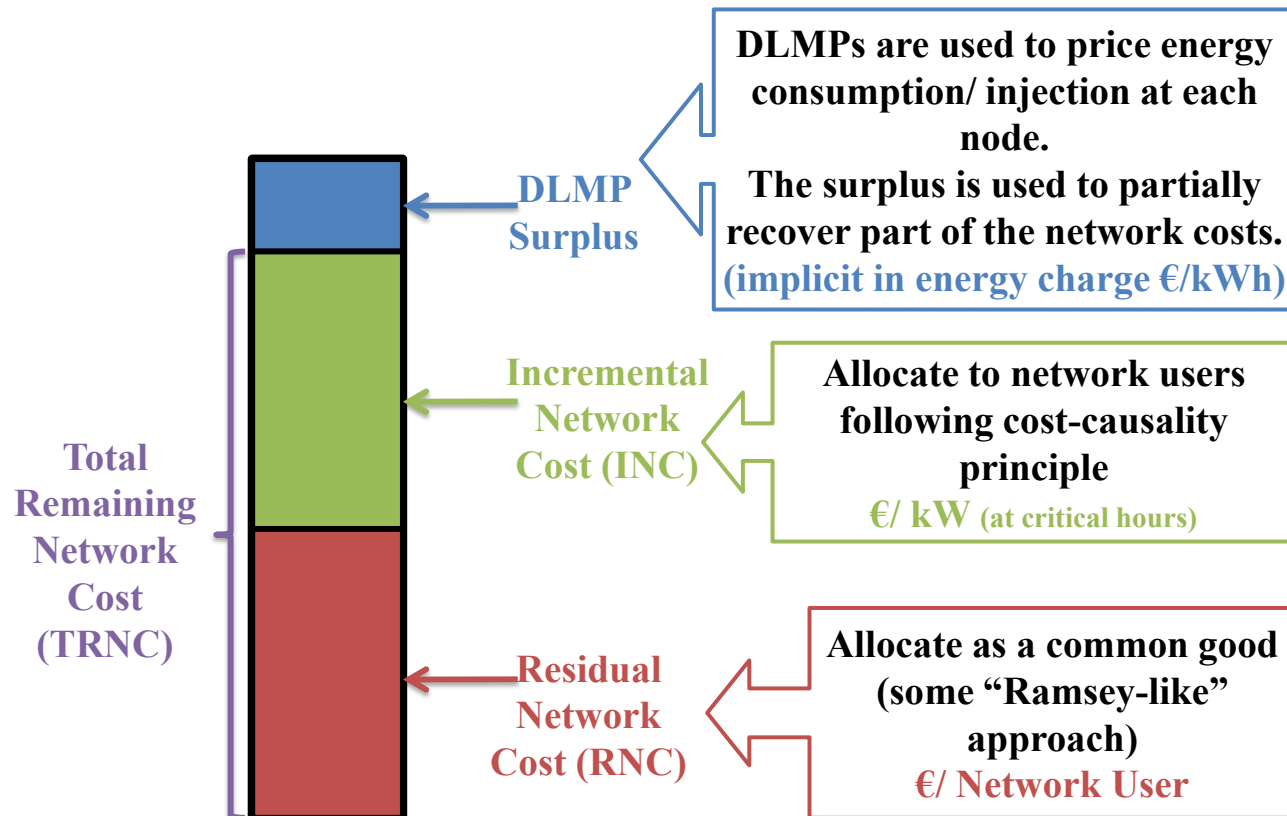 DLMPs are used to price energy
consumption/ injection at each
node.
The surplus is used to partially
recover part of the network costs.
(implicit in energy charge €/kWh)
DLMP
Surplus
Incremental
Network
Cost (INC)
Allocate to network users
following cost-causality
principle
€/ kW (at critical hours)
Total
Remaining
Network
Cost
(TRNC)
Residual
Network
Cost (RNC)
Allocate as a common good
(some “Ramsey-like”
approach)
€/ Network User